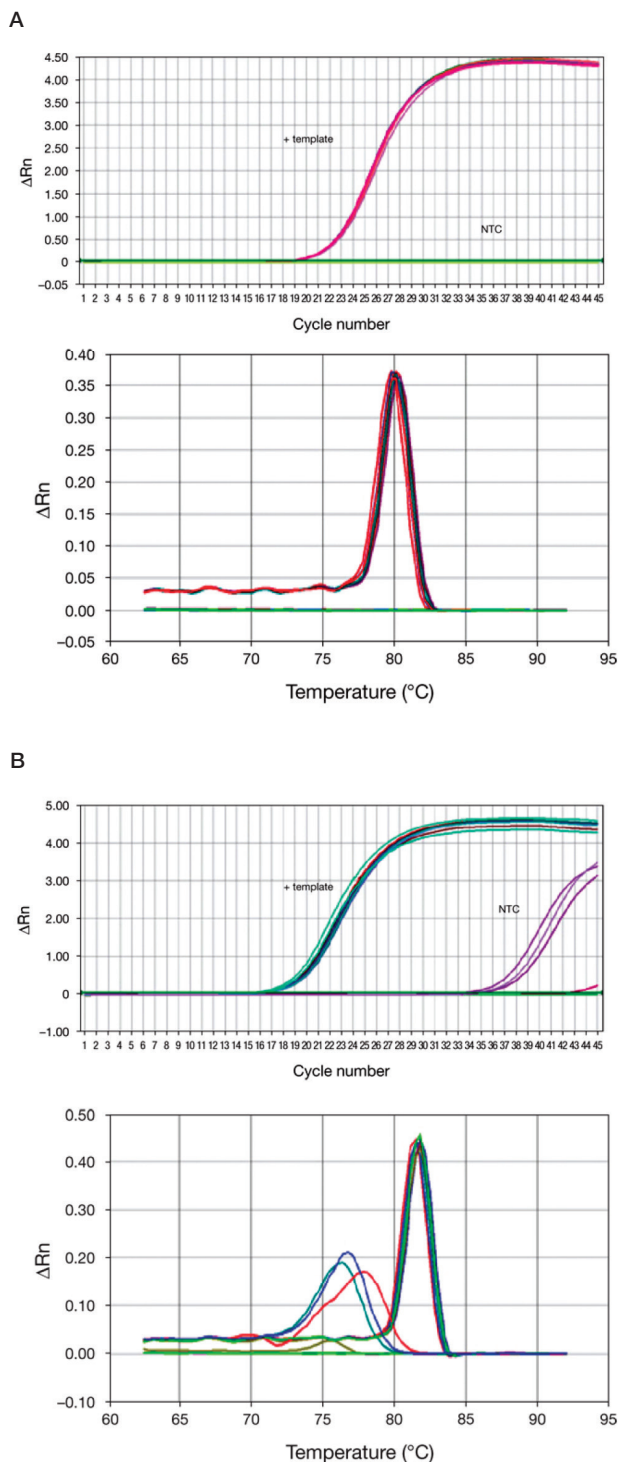 A
4.50
4.00
3.50
3.00
2.50
2.00
1.50
1.00
0.50
0
−0.05
ΔRn
+ template
NTC
1 2 3 4 5 6 7 8 9 10 11 12 13 14 15 16 17 18 19 20 21 22 23 24 25 26 27 28 29 30 31 32 33 34 35 36 37 38 39 40 41 42 43 44 45
Cycle number
0.40
0.35
0.30
0.25
0.20
0.15
0.10
0.05
0.00
−0.05
ΔRn
60 65 70 75 80 85 90 95
Temperature (°C)
B
5.00
4.00
3.00
2.00
1.00
0
−1.00
ΔRn
+ template
NTC
1 2 3 4 5 6 7 8 9 10 11 12 13 14 15 16 17 18 19 20 21 22 23 24 25 26 27 28 29 30 31 32 33 34 35 36 37 38 39 40 41 42 43 44 45
Cycle number
0.50
0.40
0.30
0.20
0.10
0.00
−0.10
ΔRn
60 65 70 75 80 85 90 95
Temperature (°C)